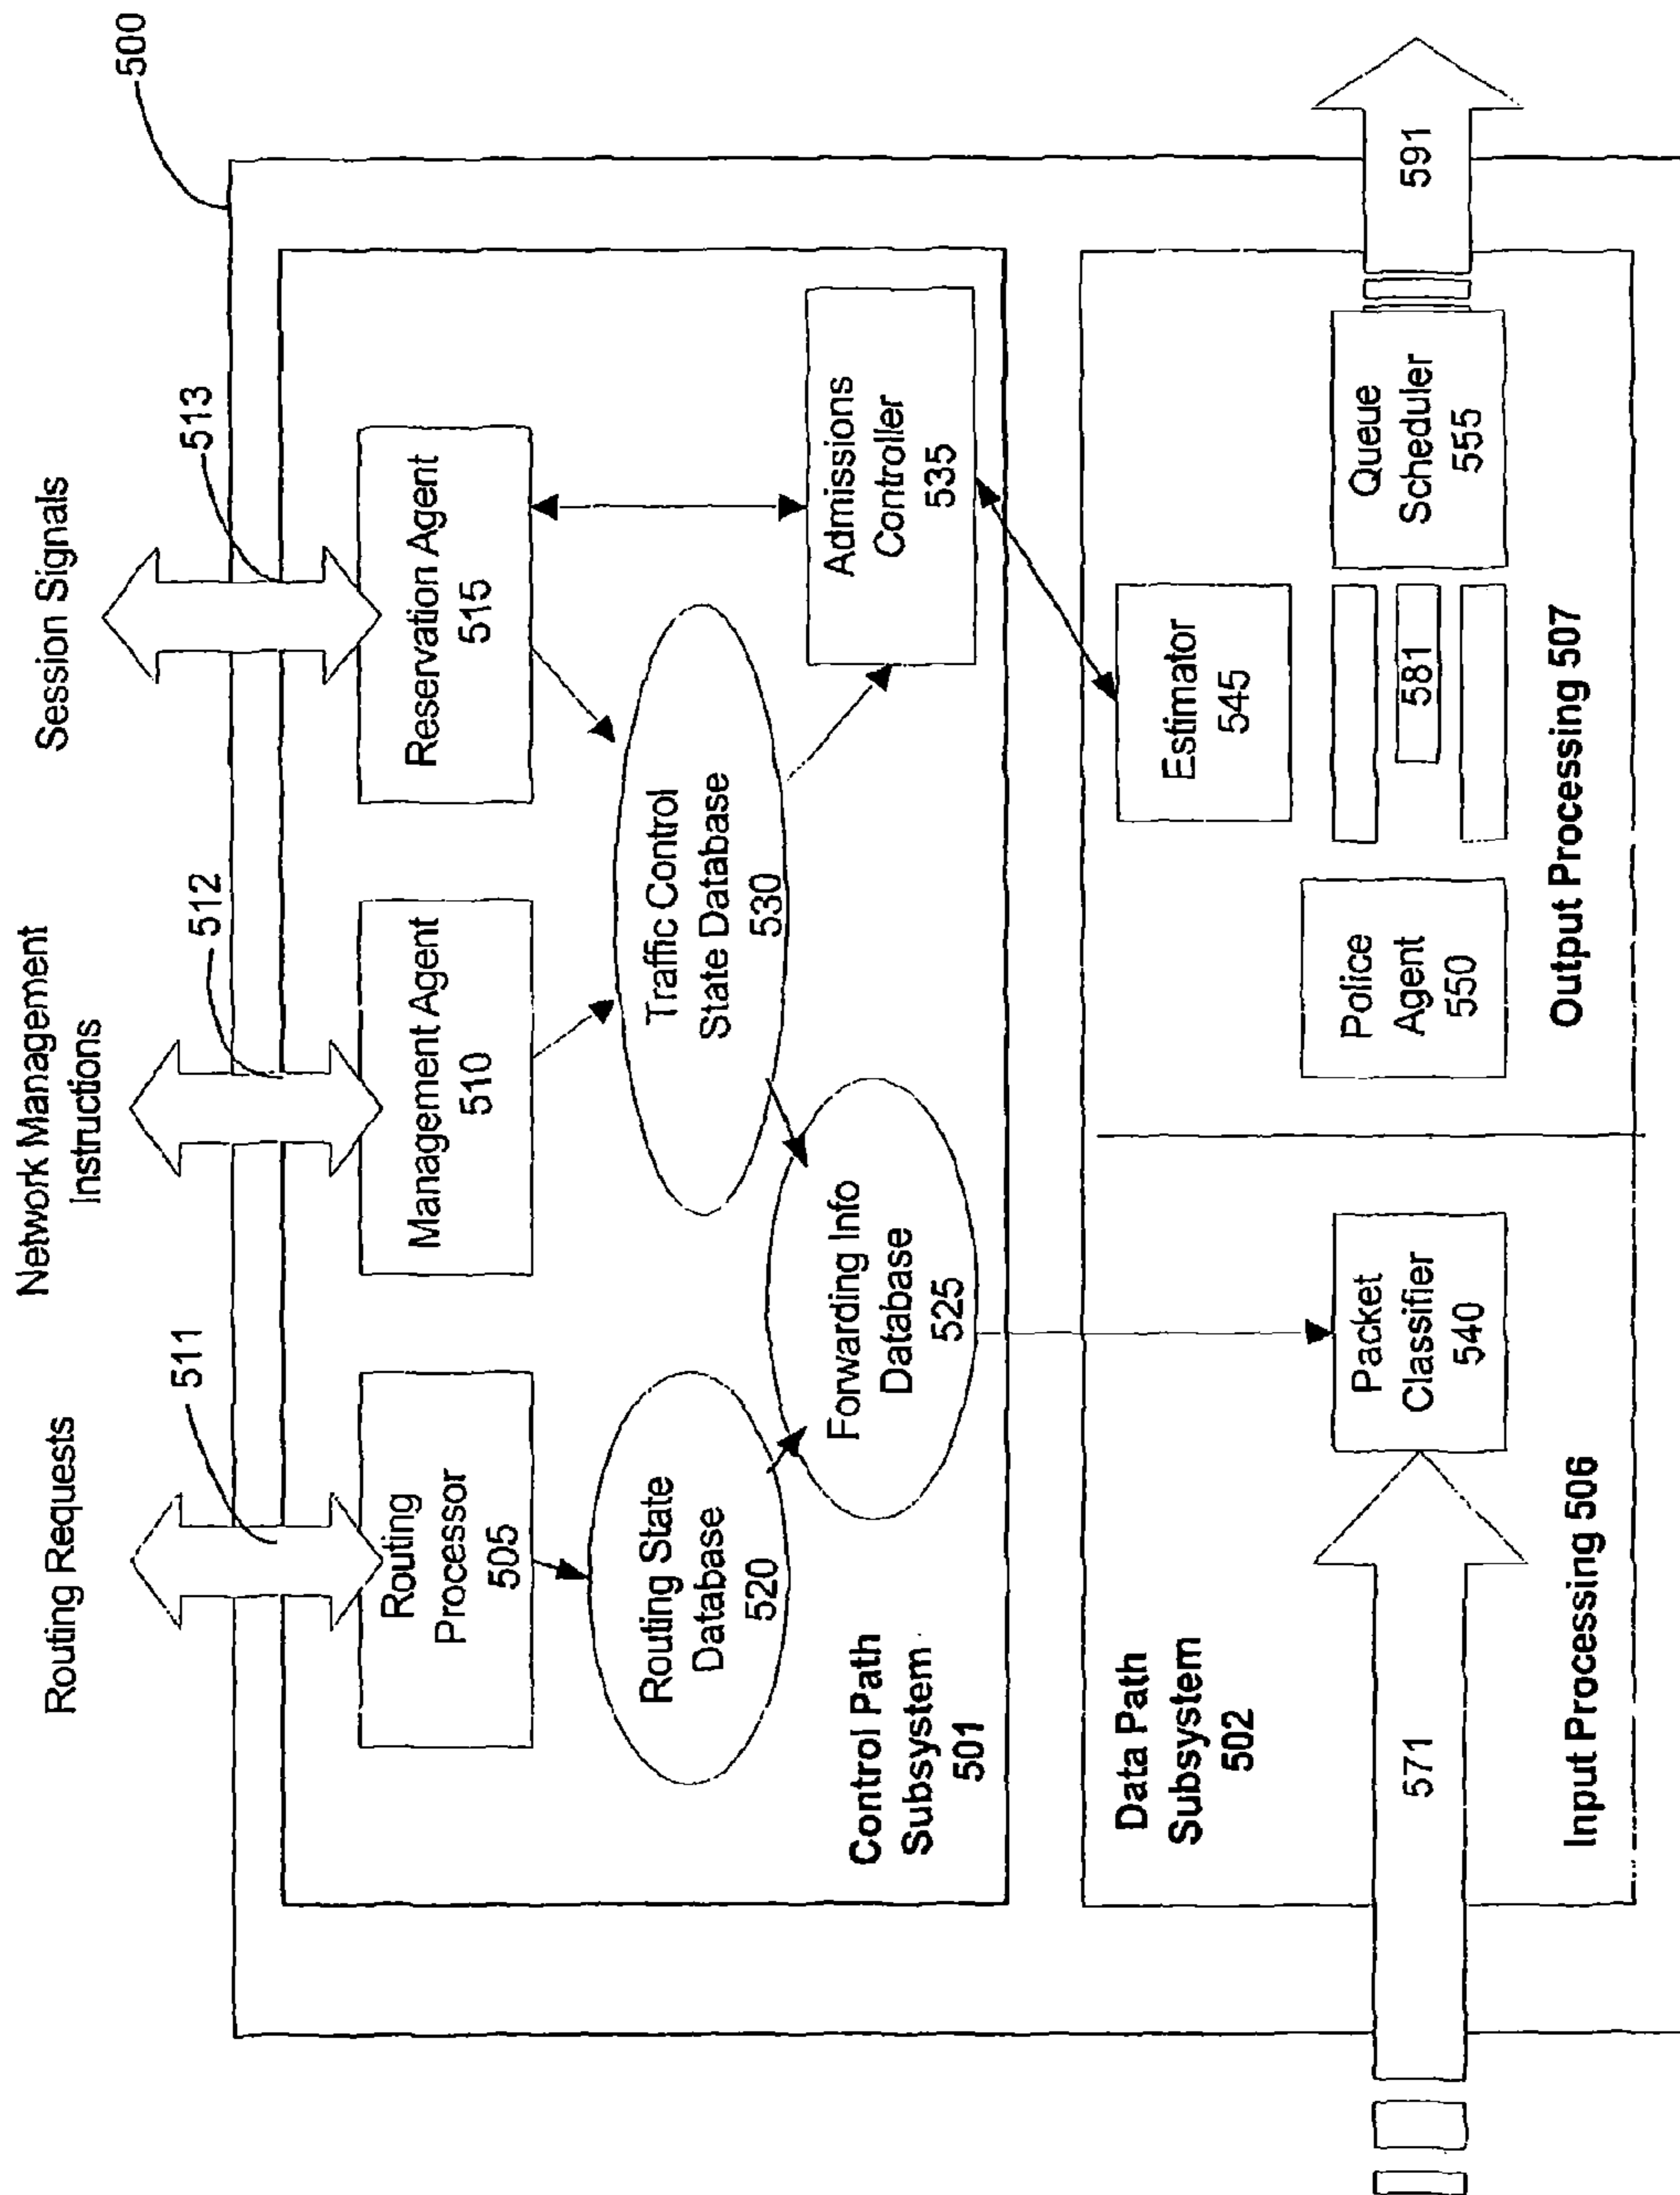 Routing Requests
Network Management
Instructions
Session Signals
500
511
512
513
Routing
Processor
505
Management Agent
510
Reservation Agent
515
Routing State
Database
520
Traffic Control
State Database
530
Forwarding Info
Database
525
Admissions
Controller
535
Control Path
Subsystem
501
Data Path
Subsystem
502
Estimator
545
571
Packet
Classifier
540
Police
Agent
550
581
Queue
Scheduler
555
591
Input Processing 506
Output Processing 507